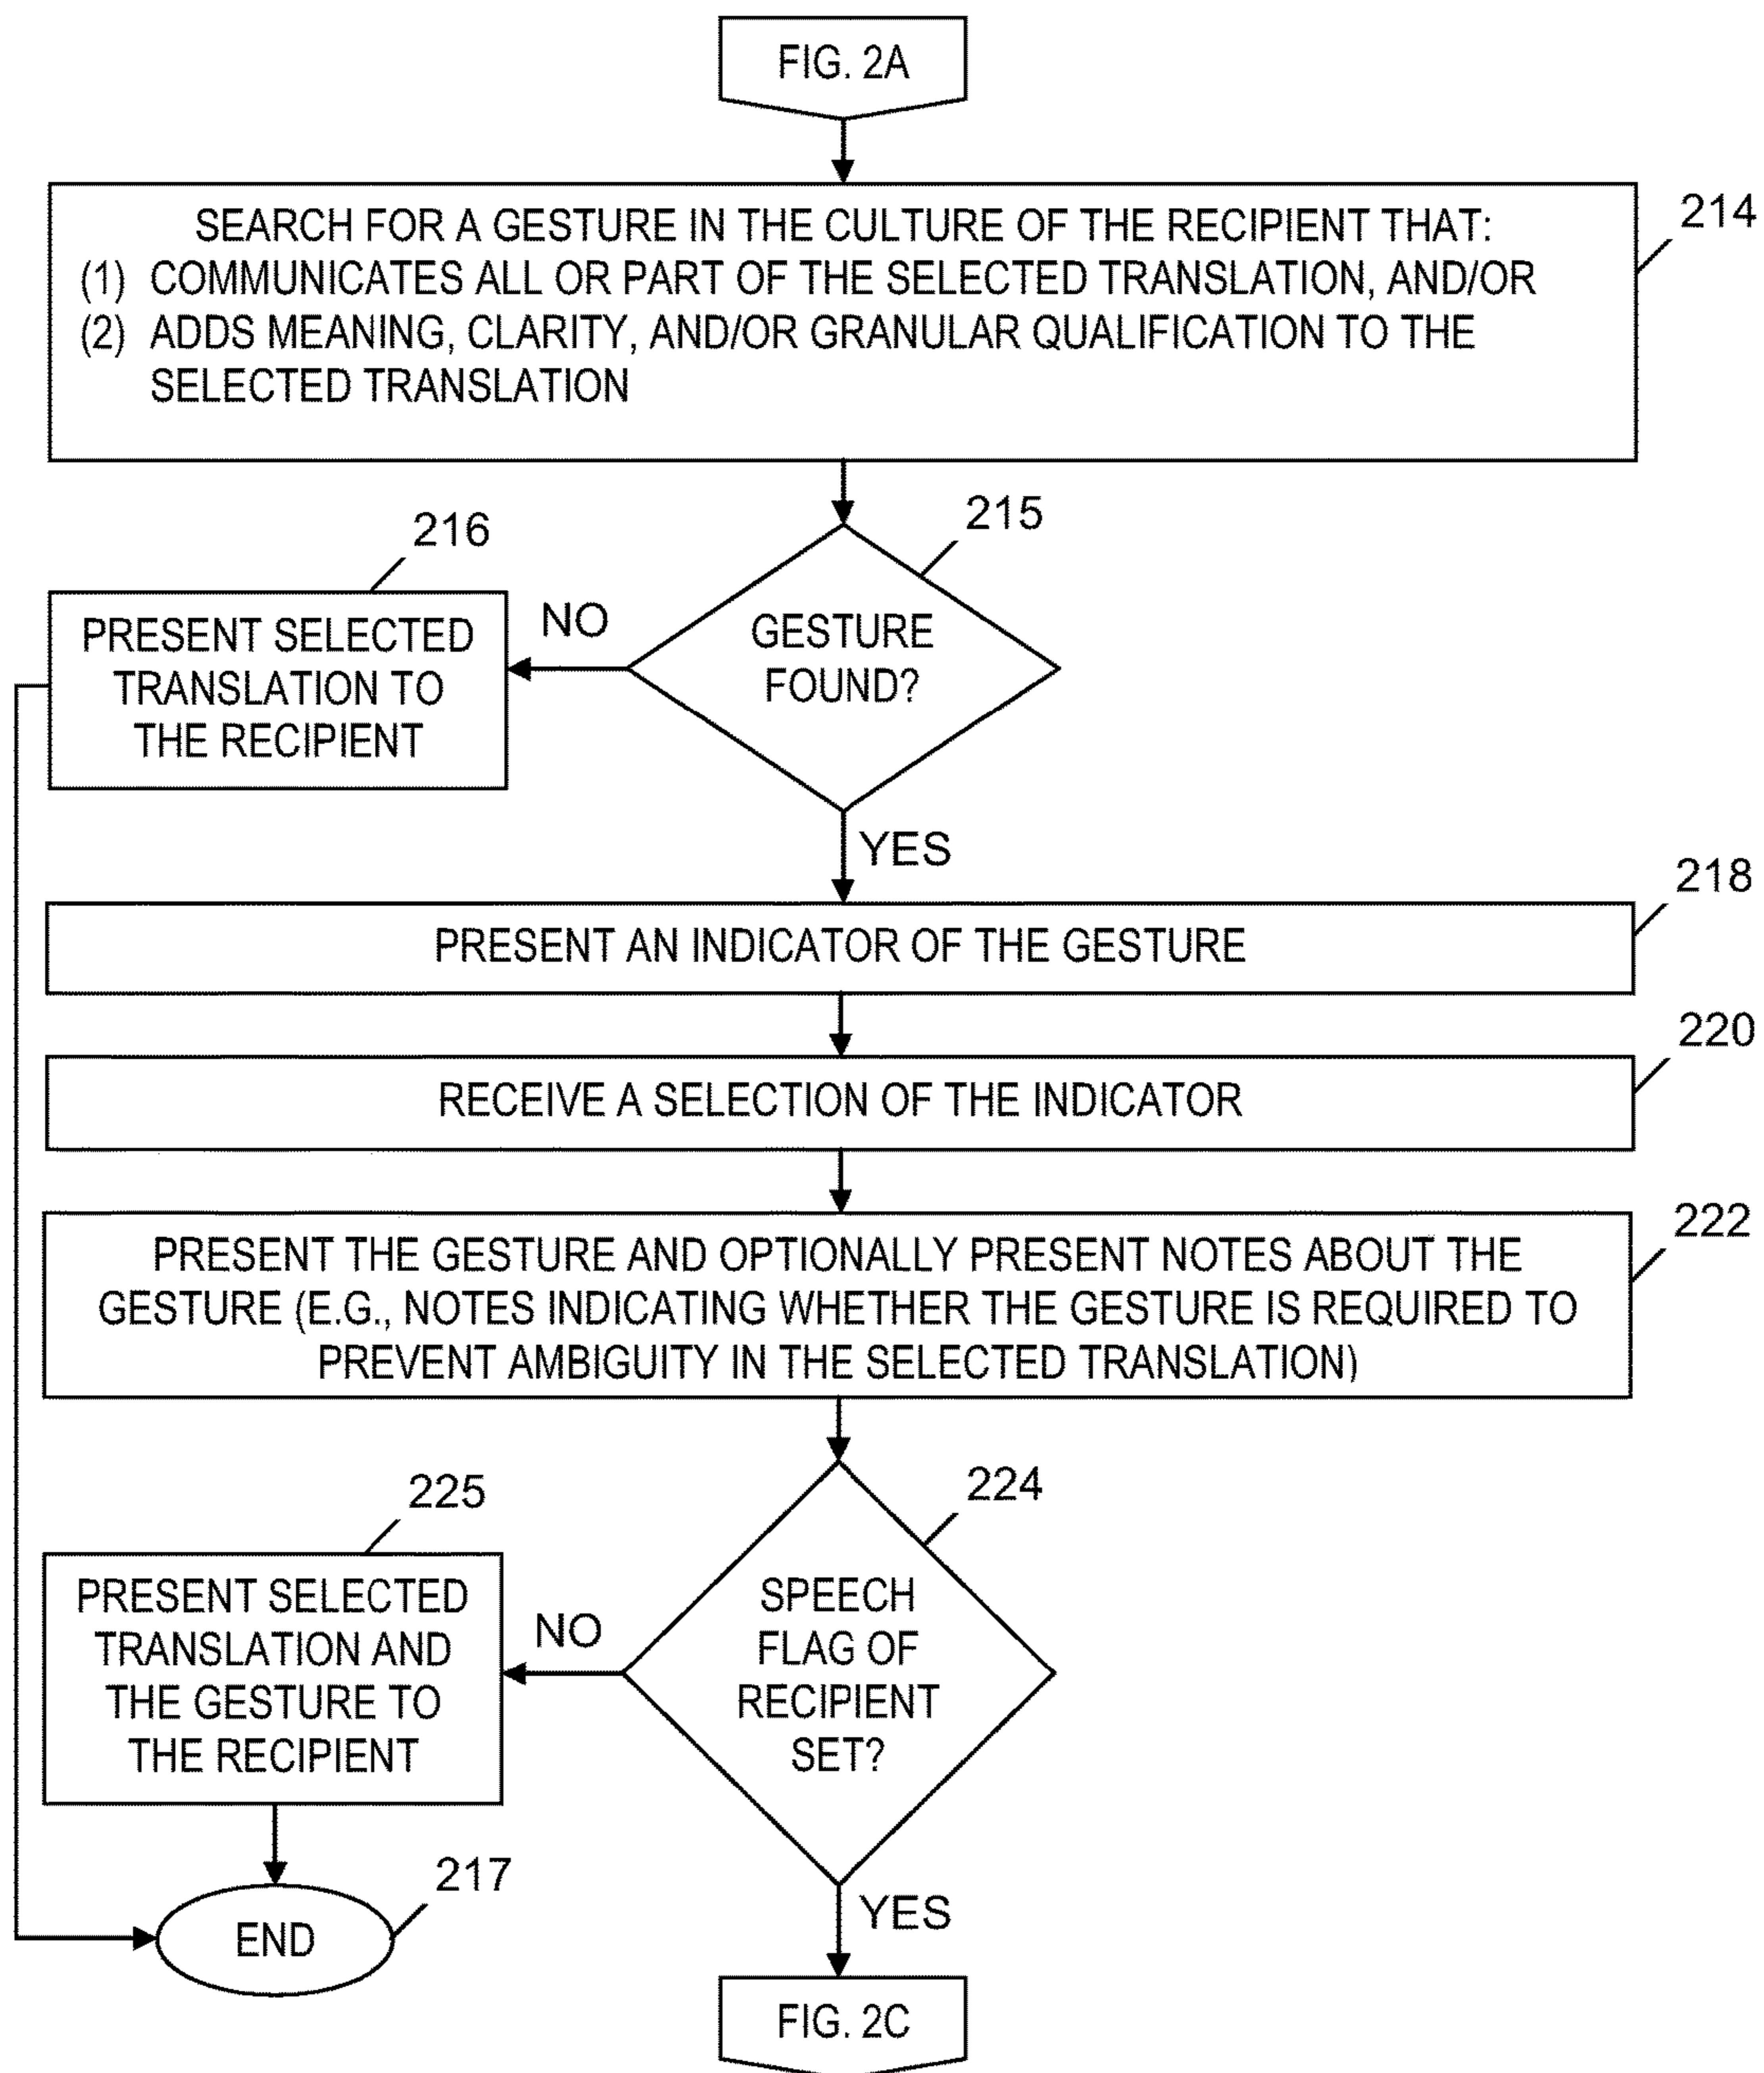 FIG. 2A
SEARCH FOR A GESTURE IN THE CULTURE OF THE RECIPIENT THAT:
(1) COMMUNICATES ALL OR PART OF THE SELECTED TRANSLATION, AND/OR
(2) ADDS MEANING, CLARITY, AND/OR GRANULAR QUALIFICATION TO THE
SELECTED TRANSLATION
214
215
GESTURE
FOUND?
NO
216
PRESENT SELECTED
TRANSLATION TO
THE RECIPIENT
YES
218
PRESENT AN INDICATOR OF THE GESTURE
220
RECEIVE A SELECTION OF THE INDICATOR
222
PRESENT THE GESTURE AND OPTIONALLY PRESENT NOTES ABOUT THE
GESTURE (E.G., NOTES INDICATING WHETHER THE GESTURE IS REQUIRED TO
PREVENT AMBIGUITY IN THE SELECTED TRANSLATION)
224
SPEECH
FLAG OF
RECIPIENT
SET?
NO
225
PRESENT SELECTED
TRANSLATION AND
THE GESTURE TO
THE RECIPIENT
217
END
YES
FIG. 2C